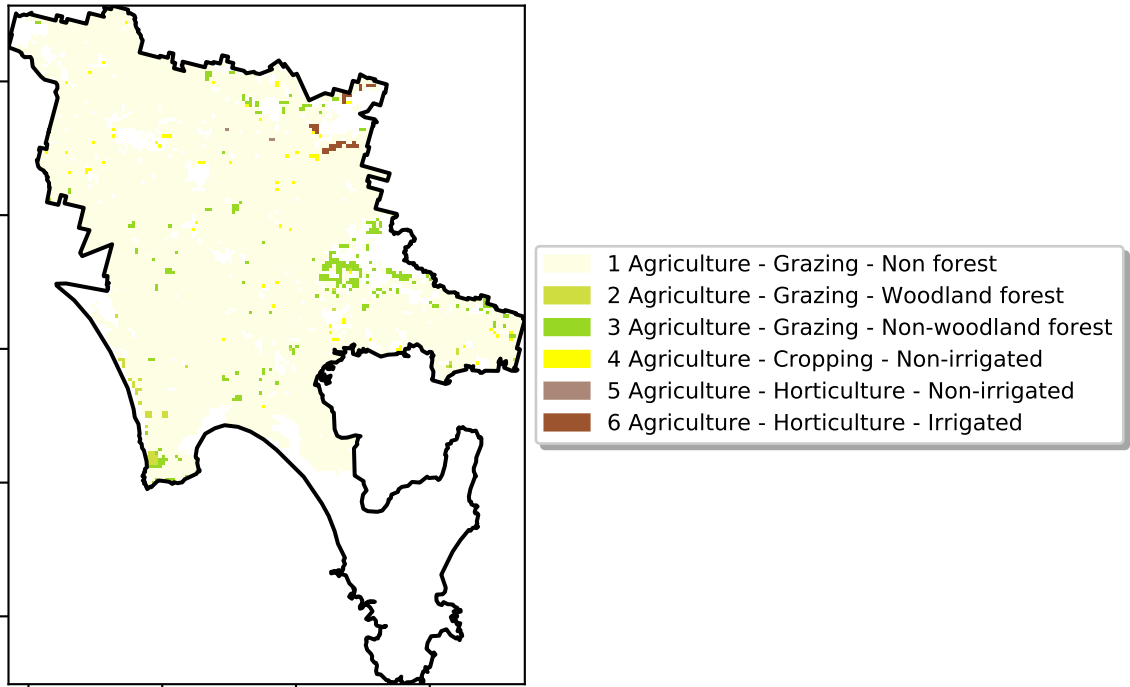 1 Agriculture - Grazing - Non forest
2 Agriculture - Grazing - Woodland forest
3 Agriculture - Grazing - Non-woodland forest
4 Agriculture - Cropping - Non-irrigated
5 Agriculture - Horticulture - Non-irrigated
6 Agriculture - Horticulture - Irrigated